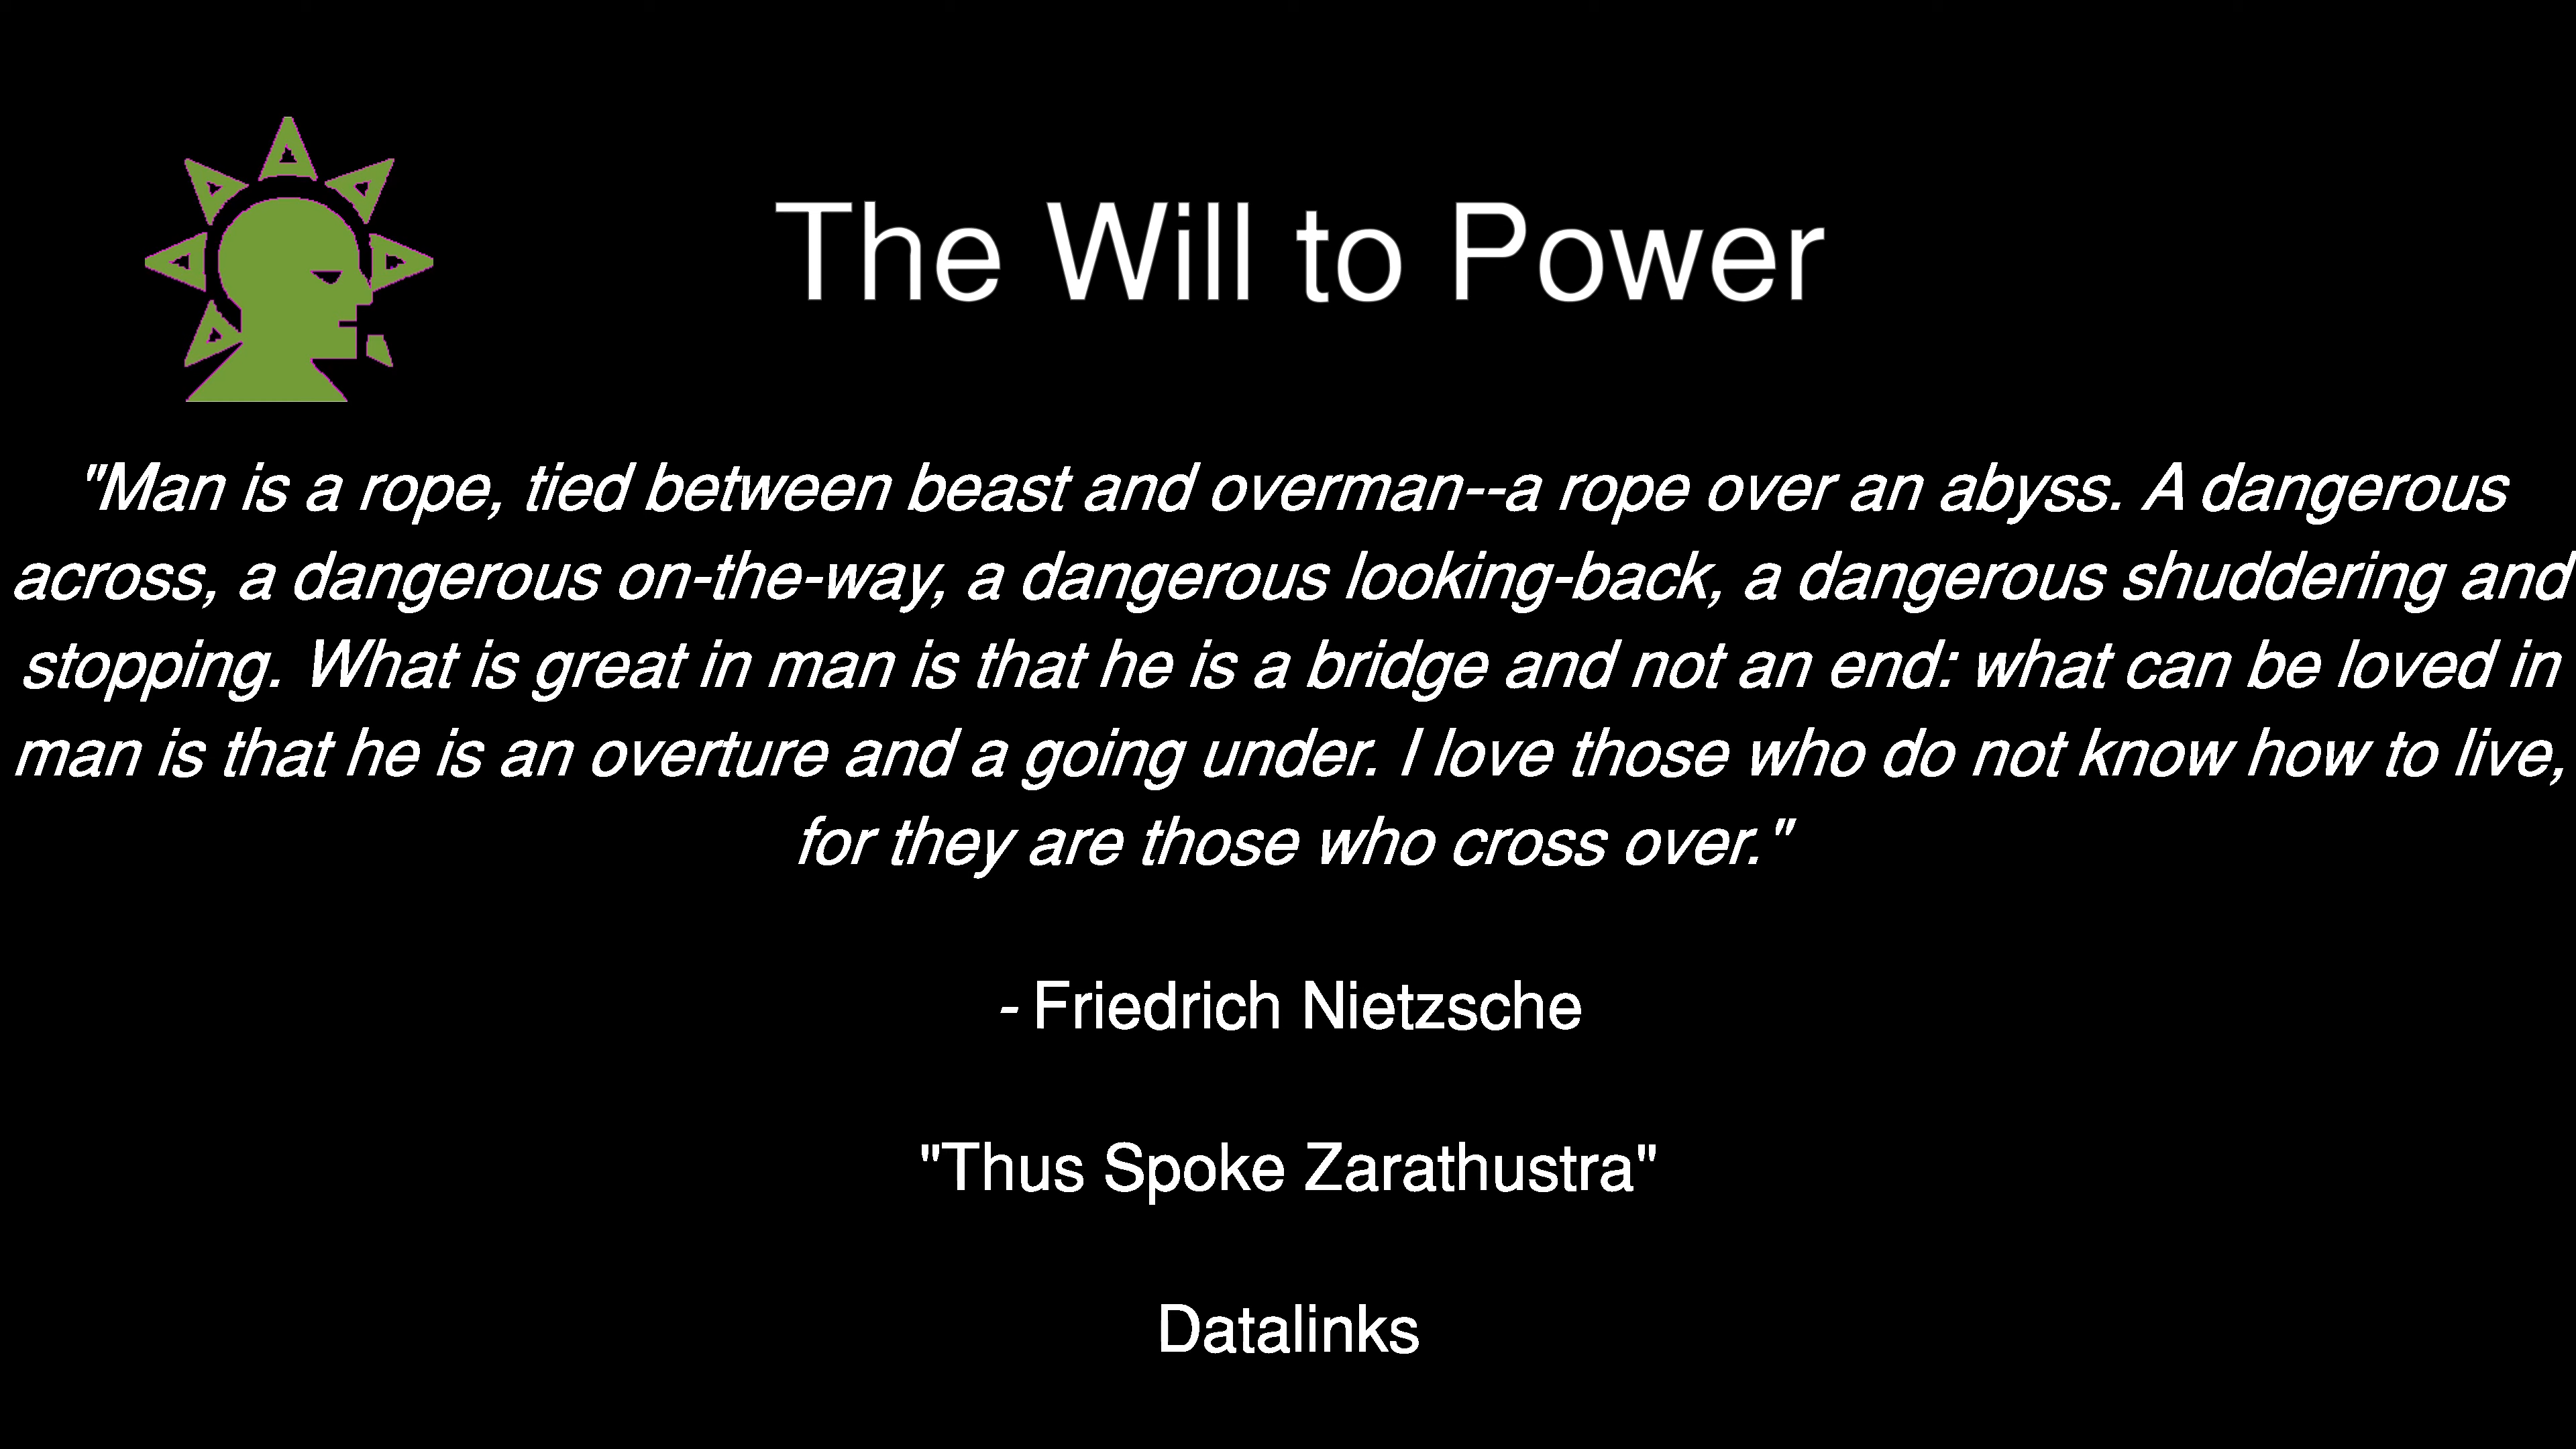 The Will to Power
"Man is a rope, tied between beast and overman--a rope over an abyss. A dangerous
across, a dangerous on-the-way, a dangerous looking-back, a dangerous shuddering and
stopping. What is great in man is that he is a bridge and not an end: what can be loved in
man is that he is an overture and a going under. I love those who do not know how to live,
for they are those who cross over."
- Friedrich Nietzsche
"Thus Spoke Zarathustra"
Datalinks